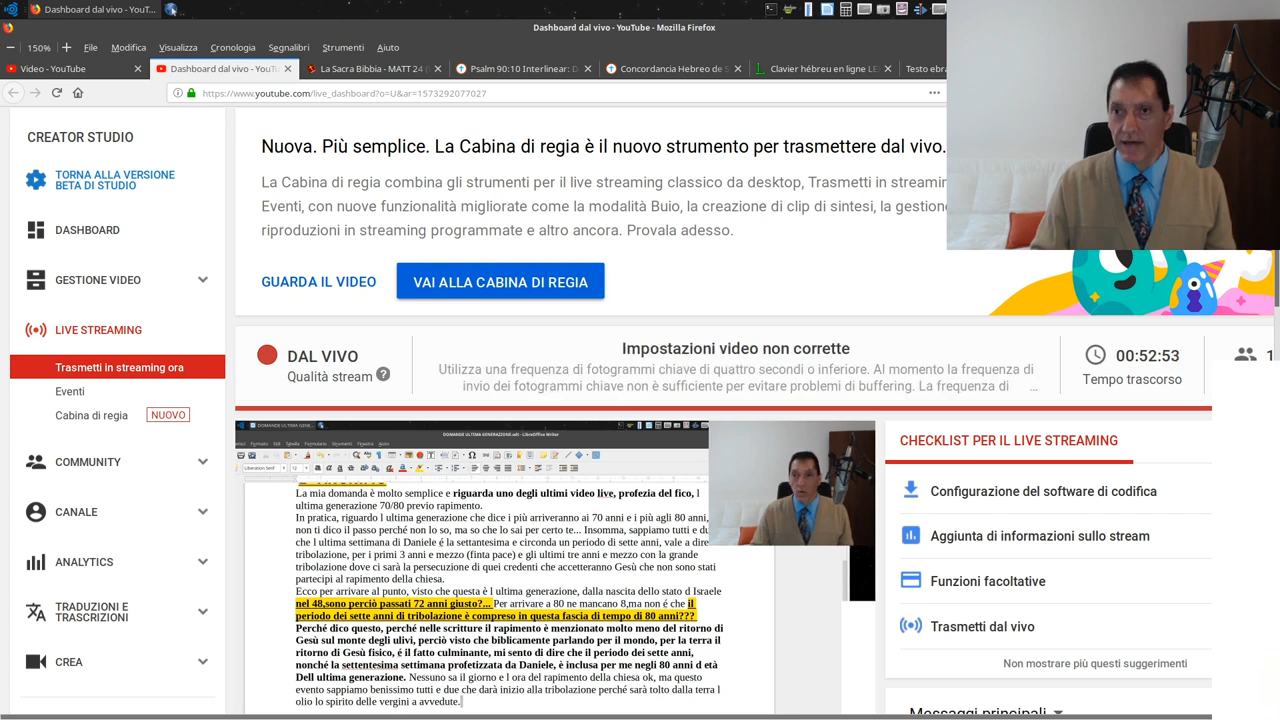 Dashboard dal vivo - YouT...
Dashboard dal vivo - YouTube - Mozilla Firefox
150%
File Modifica Visualizza Cronologia Segnalibri Strumenti Aiuto
Video - YouTube
Dashboard dal vivo - YouTu
La Sacra Bibbia - MATT 24 (
Psalm 90:10 Interlinear: D
Concordancia Hebreo de S
Clavier hébreu en ligne LE
Testo ebra
https://www.youtube.com/live_dashboard?o=U&ar=1573292077027
CREATOR STUDIO
TORNA ALLA VERSIONE
BETA DI STUDIO
DASHBOARD
GESTIONE VIDEO
LIVE STREAMING
Trasmetti in streaming ora
Eventi
Cabina di regia NUOVO
COMMUNITY
CANALE
ANALYTICS
TRADUZIONI E
TRASCRIZIONI
CREA
Nuova. Più semplice. La Cabina di regia è il nuovo strumento per trasmettere dal vivo.
La Cabina di regia combina gli strumenti per il live streaming classico da desktop, Trasmetti in streamin
Eventi, con nuove funzionalità migliorate come la modalità Buio, la creazione di clip di sintesi, la gestione
riproduzioni in streaming programmate e altro ancora. Provala adesso.
GUARDA IL VIDEO
VAI ALLA CABINA DI REGIA
DAL VIVO
Qualità stream ?
Impostazioni video non corrette
Utilizza una frequenza di fotogrammi chiave di quattro secondi o inferiore. Al momento la frequenza di
invio dei fotogrammi chiave non è sufficiente per evitare problemi di buffering. La frequenza di ...
00:52:53
Tempo trascorso
1
DOMANDE ULTIMA GENERAZIONE.odt - LibreOffice Writer
La mia domanda è molto semplice e riguarda uno degli ultimi video live, profezia del fico, l
ultima generazione 70/80 previo rapimento.
In pratica, riguardo l ultima generazione che dice i più arriveranno ai 70 anni e i più agli 80 anni,
non ti dico il passo perché non lo so, ma so che lo sai per certo te... Insomma, sappiamo tutti e du
che l ultima settimana di Daniele é la settantesima e circonda un periodo di sette anni, vale a dire
tribolazione, per i primi 3 anni e mezzo (finta pace) e gli ultimi tre anni e mezzo con la grande
tribolazione dove ci sarà la persecuzione di quei credenti che accetteranno Gesù che non sono stati
partecipi al rapimento della chiesa.
Ecco per arrivare al punto, visto che questa è l ultima generazione, dalla nascita dello stato d Israele
nel 48,sono perciò passati 72 anni giusto?... Per arrivare a 80 ne mancano 8,ma non é che il
periodo dei sette anni di tribolazione è compreso in questa fascia di tempo di 80 anni???
Perché dico questo, perché nelle scritture il rapimento è menzionato molto meno del ritorno di
Gesù sul monte degli ulivi, perciò visto che biblicamente parlando per il mondo, per la terra il
ritorno di Gesù fisico, é il fatto culminante, mi sento di dire che il periodo dei sette anni,
nonché la settentesima settimana profetizzata da Daniele, è inclusa per me negli 80 anni d età
Dell ultima generazione. Nessuno sa il giorno e l ora del rapimento della chiesa ok, ma questo
evento sappiamo benissimo tutti e due che darà inizio alla tribolazione perché sarà tolto dalla terra l
olio lo spirito delle vergini a avvedute.
CHECKLIST PER IL LIVE STREAMING
Configurazione del software di codifica
Aggiunta di informazioni sullo stream
Funzioni facoltative
Trasmetti dal vivo
Non mostrare più questi suggerimenti
Messaggi principali